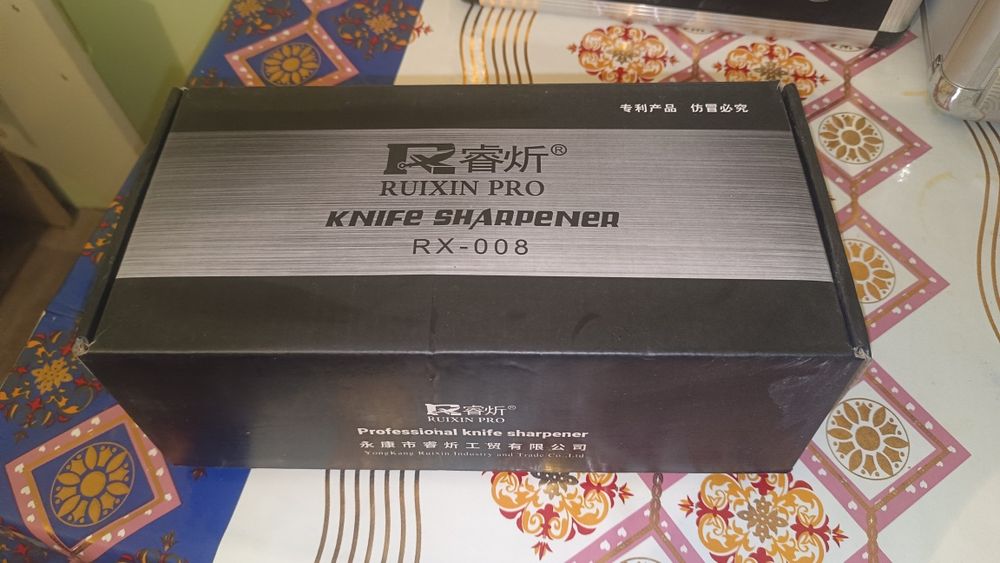 专利产品 仿冒必究
睿炘®
RUIXIN PRO
KNIFE SHARPENER
RX-008
睿炘®
RUIXIN PRO
Professional knife sharpener
永康市睿炘工贸有限公司
YongKang RuiXin Industry and Trade Co.,Ltd